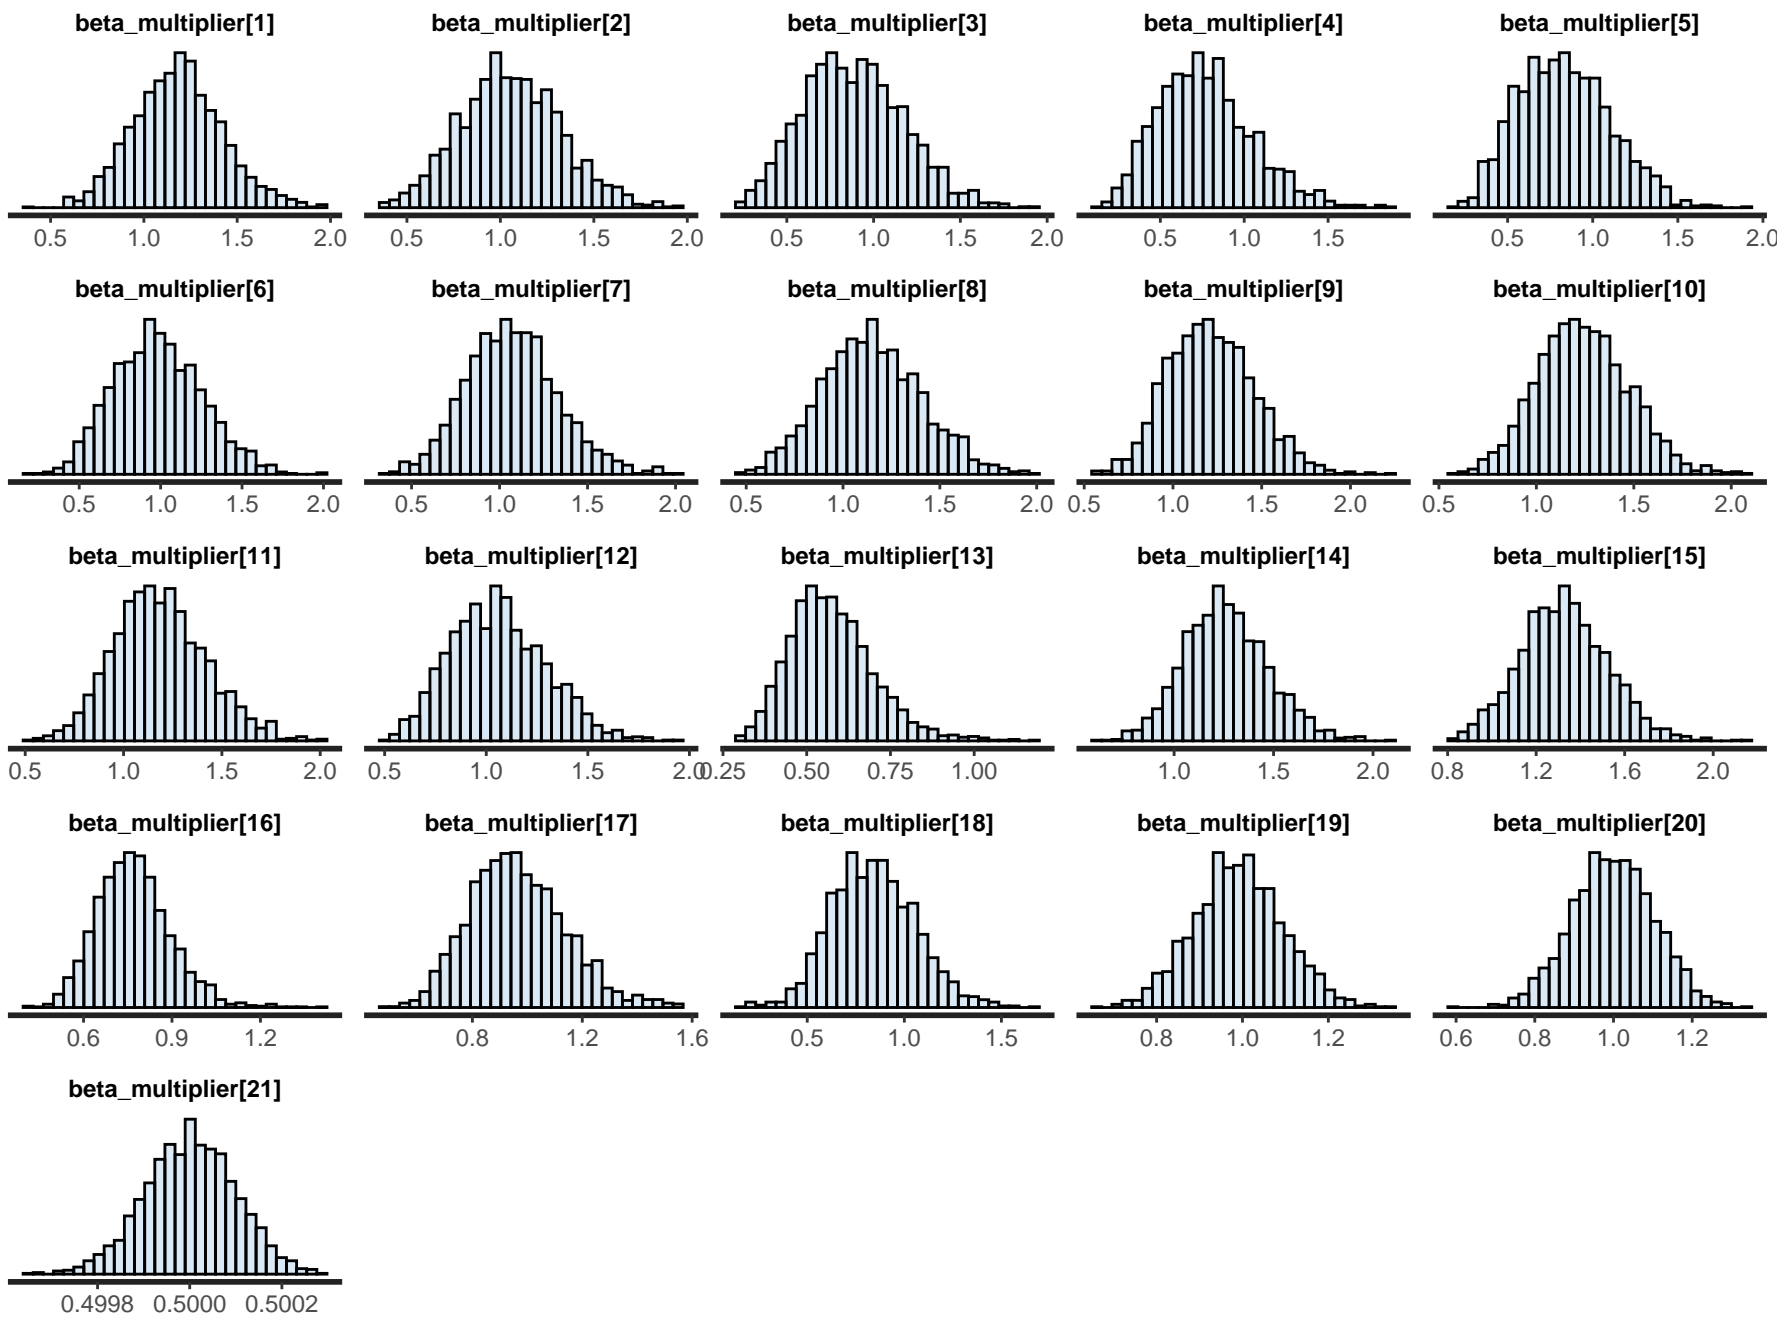 beta_multiplier[1] beta_multiplier[2] beta_multiplier[3] beta_multiplier[4] beta_multiplier[5]
0.5 1.0 1.5 2.0 0.5 1.0 1.5 2.0 0.5 1.0 1.5 2.0 0.5 1.0 1.5 0.5 1.0 1.5 2.0
beta_multiplier[6] beta_multiplier[7] beta_multiplier[8] beta_multiplier[9] beta_multiplier[10]
0.5 1.0 1.5 2.0 0.5 1.0 1.5 2.0 0.5 1.0 1.5 2.0 0.5 1.0 1.5 2.0 0.5 1.0 1.5 2.0
beta_multiplier[11] beta_multiplier[12] beta_multiplier[13] beta_multiplier[14] beta_multiplier[15]
0.5 1.0 1.5 2.0 0.5 1.0 1.5 2.0 0.25 0.50 0.75 1.00 1.0 1.5 2.0 0.8 1.2 1.6 2.0
beta_multiplier[16] beta_multiplier[17] beta_multiplier[18] beta_multiplier[19] beta_multiplier[20]
0.6 0.9 1.2 0.8 1.2 1.6 0.5 1.0 1.5 0.8 1.0 1.2 0.6 0.8 1.0 1.2
beta_multiplier[21]
0.4998 0.5000 0.5002